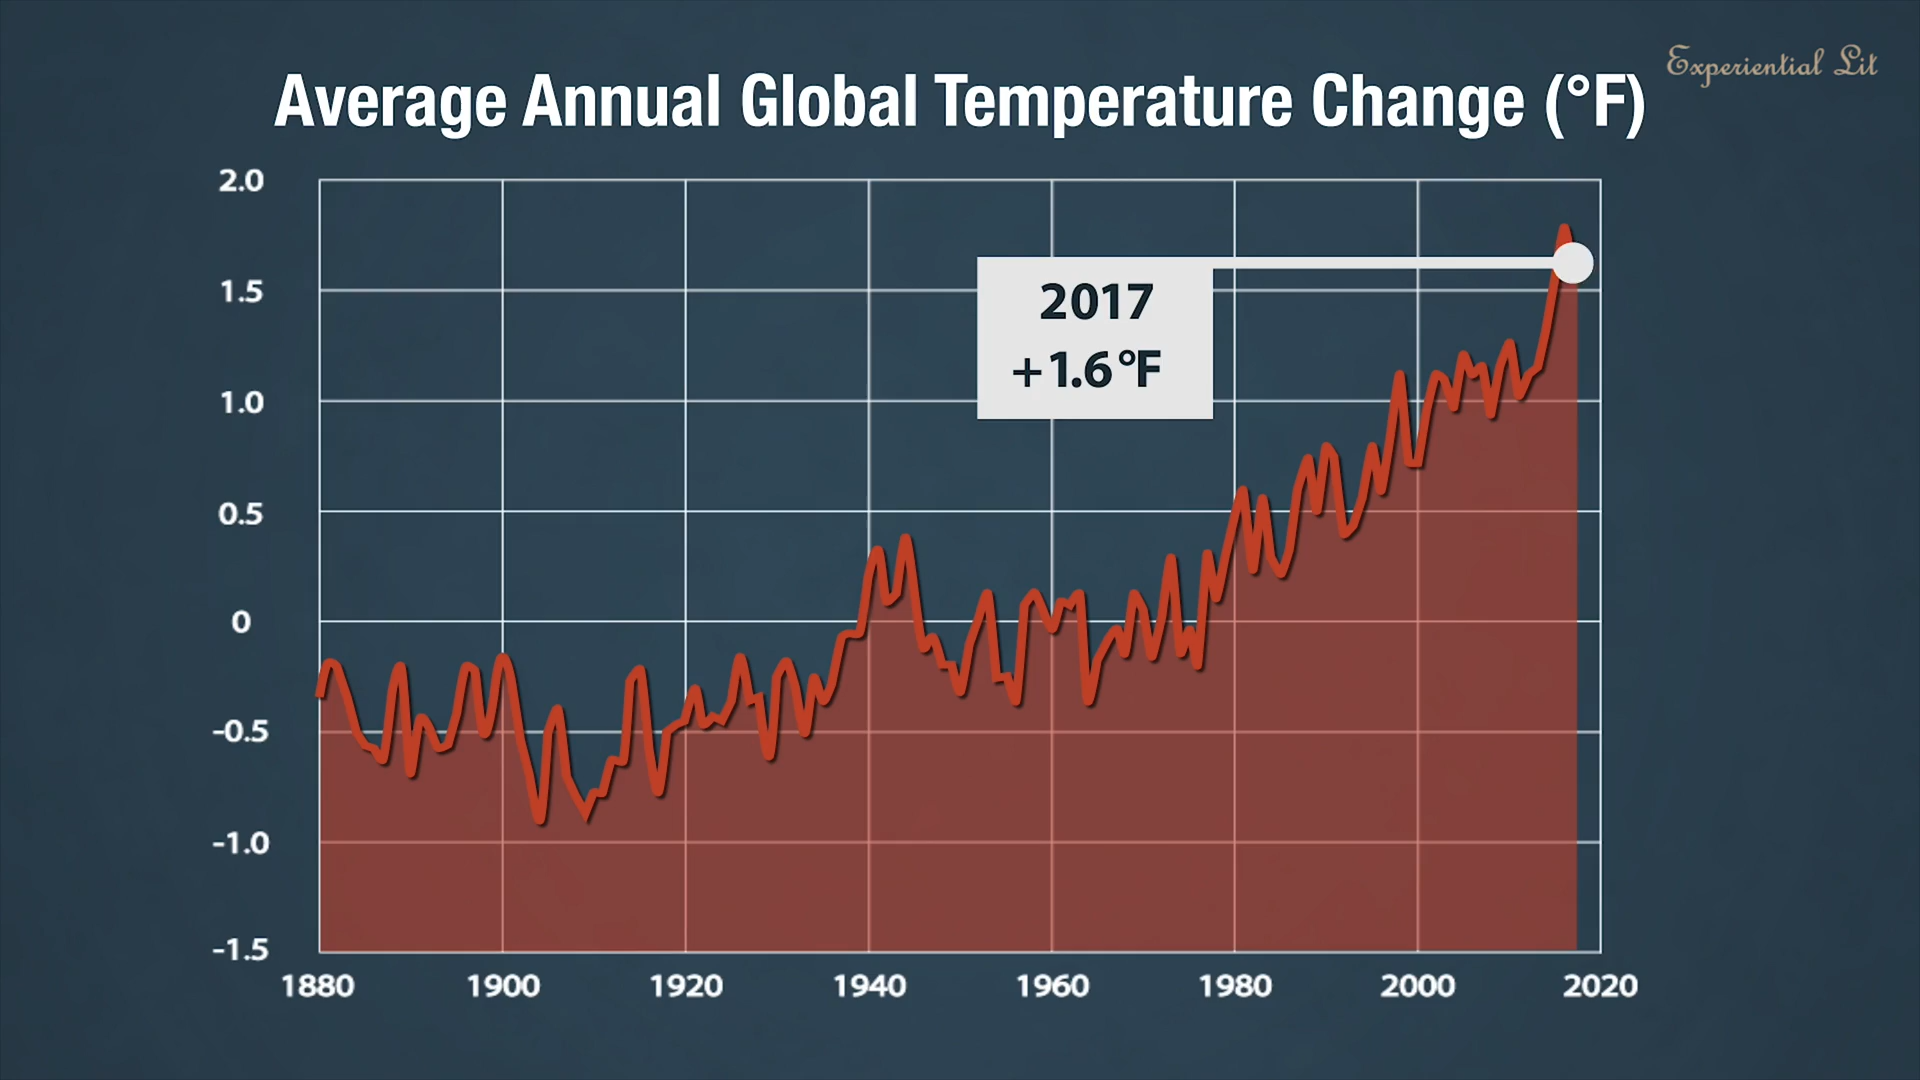 Experiential Lit
Average Annual Global Temperature Change (°F)
2.0
1.5
1.0
0.5
0
-0.5
-1.0
-1.5
2017
+1.6°F
1880 1900 1920 1940 1960 1980 2000 2020